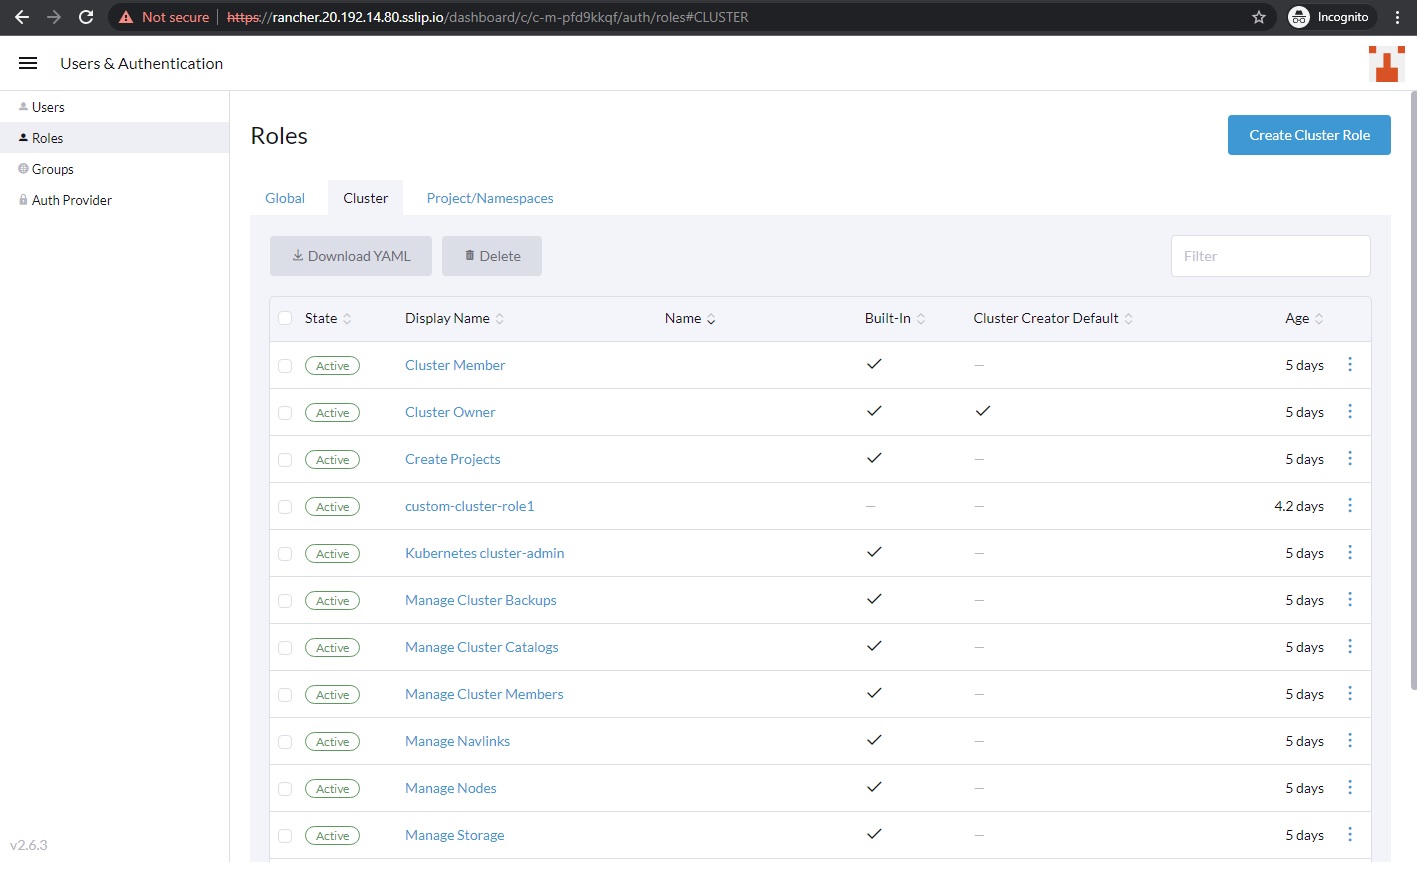 Not secure https://rancher.20.192.14.80.sslip.io/dashboard/c/c-m-pfd9kkqf/auth/roles#CLUSTER Incognito
Users & Authentication
Users
Roles
Groups
Auth Provider
v2.6.3
Roles
Create Cluster Role
Global Cluster Project/Namespaces
Download YAML Delete Filter
State Display Name Name Built-In Cluster Creator Default Age
Active Cluster Member ✓ – 5 days
Active Cluster Owner ✓ ✓ 5 days
Active Create Projects ✓ – 5 days
Active custom-cluster-role1 – – 4.2 days
Active Kubernetes cluster-admin ✓ – 5 days
Active Manage Cluster Backups ✓ – 5 days
Active Manage Cluster Catalogs ✓ – 5 days
Active Manage Cluster Members ✓ – 5 days
Active Manage Navlinks ✓ – 5 days
Active Manage Nodes ✓ – 5 days
Active Manage Storage ✓ – 5 days